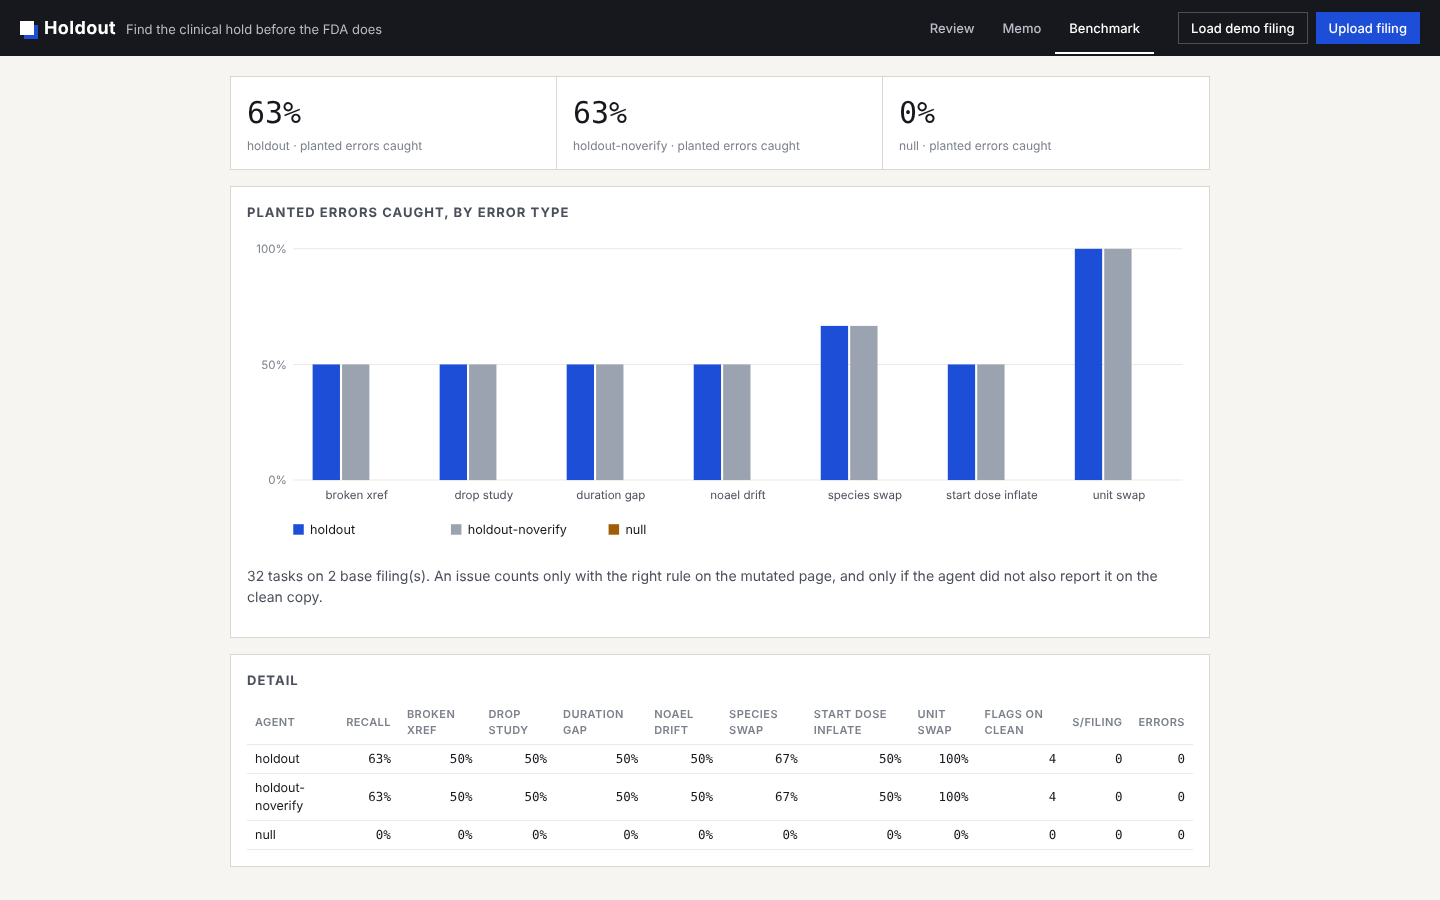 Holdout Find the clinical hold before the FDA does Review Memo Benchmark Load demo filing Upload filing
63% 63% 0%
holdout · planted errors caught holdout-noverify · planted errors caught null · planted errors caught
PLANTED ERRORS CAUGHT, BY ERROR TYPE
100%
50%
0%
broken xref drop study duration gap noael drift species swap start dose inflate unit swap
holdout holdout-noverify null
32 tasks on 2 base filing(s). An issue counts only with the right rule on the mutated page, and only if the agent did not also report it on the
clean copy.
DETAIL
AGENT RECALL BROKEN XREF DROP STUDY DURATION GAP NOAEL DRIFT SPECIES SWAP START DOSE INFLATE UNIT SWAP FLAGS ON CLEAN S/FILING ERRORS
holdout 63% 50% 50% 50% 50% 67% 50% 100% 4 0 0
holdout-noverify 63% 50% 50% 50% 50% 67% 50% 100% 4 0 0
null 0% 0% 0% 0% 0% 0% 0% 0% 0 0 0